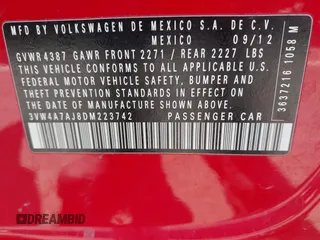 MFD BY VOLKSWAGEN DE MEXICO S.A. DE C.V.
MEXICO 09/12
GVWR 4387 GAWR FRONT 2271 / REAR 2227 LBS
THIS VEHICLE CONFORMS TO ALL APPLICABLE
FEDERAL MOTOR VEHICLE SAFETY, BUMPER AND
THEFT PREVENTION STANDARDS IN EFFECT ON THE
DATE OF MANUFACTURE SHOWN ABOVE
3VW4A7AJ8DM223742 PASSENGER CAR
3637216 1058 M
DREAMBID